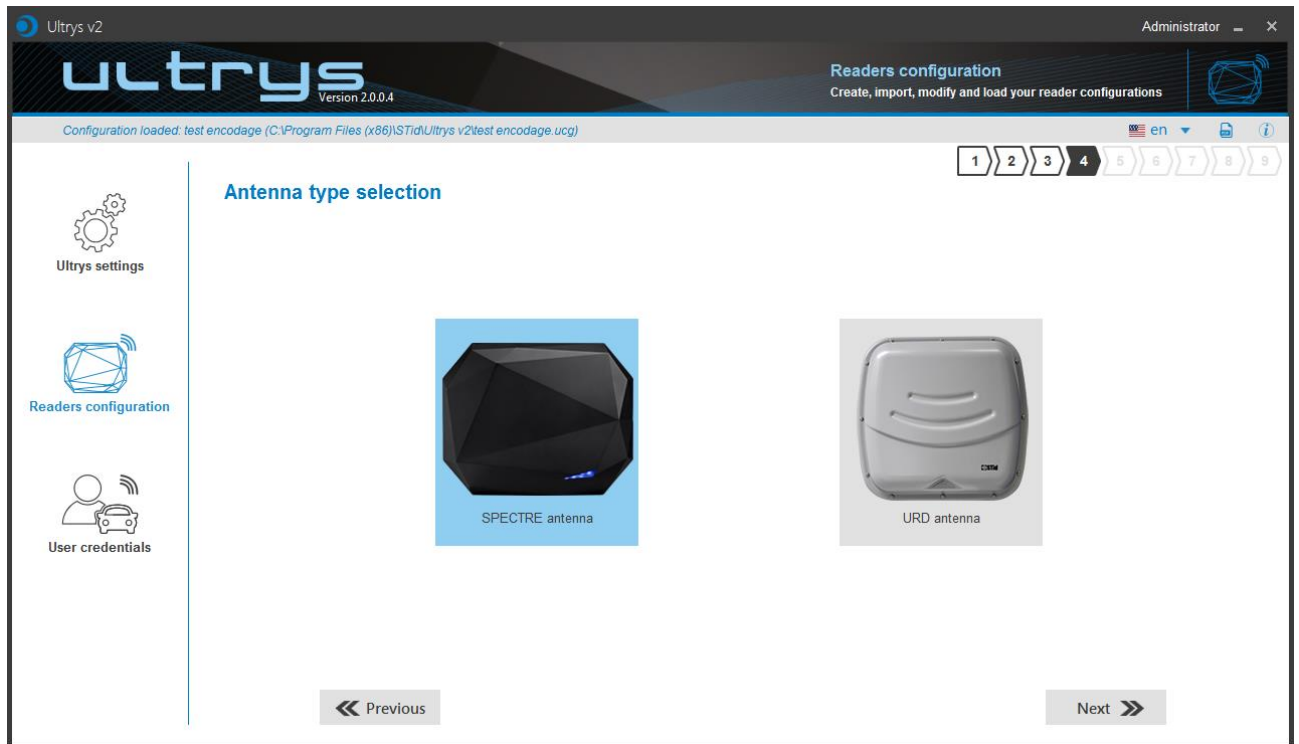 Ultrys v2
Administrator
ultrys
Version 2.0.0.4
Readers configuration
Create, import, modify and load your reader configurations
Configuration loaded: test encodage (C:\Program Files (x86)\STid\Ultrys v2\test encodage.ucg)
en
1 2 3 4 5 6 7 8 9
Antenna type selection
Ultrys settings
Readers configuration
User credentials
SPECTRE antenna
URD antenna
Previous
Next